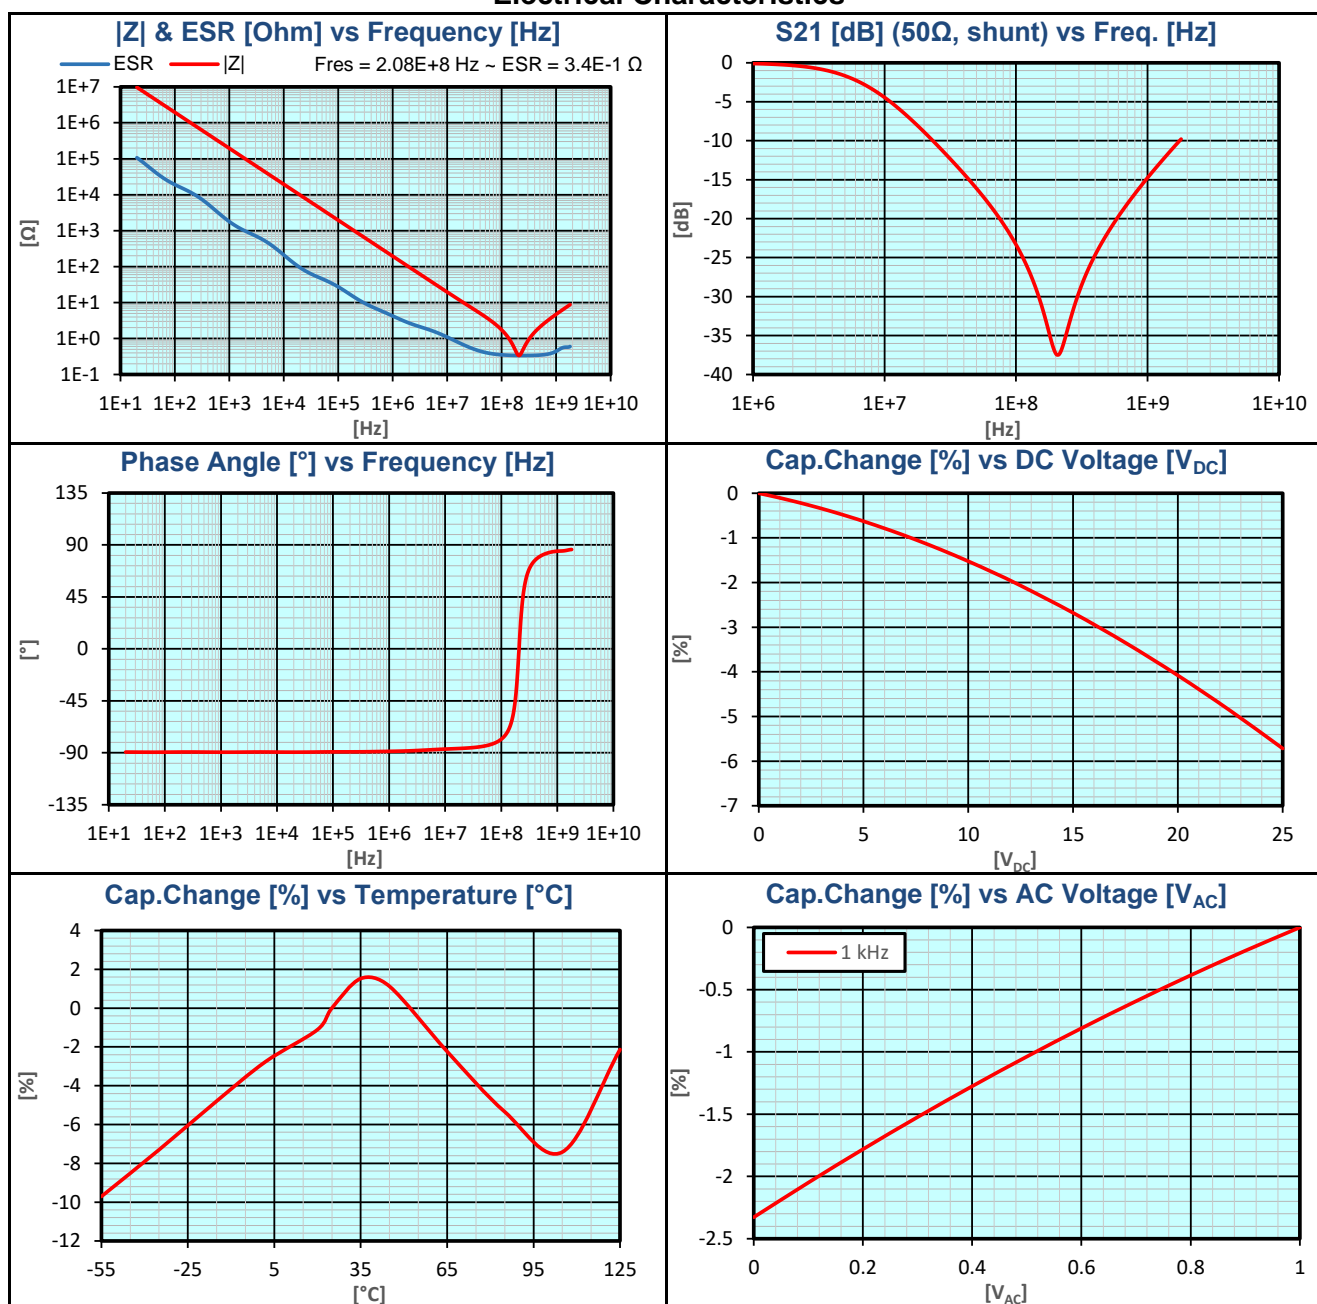 Electrical Characteristics
|Z| & ESR [Ohm] vs Frequency [Hz]
ESR |Z| Fres = 2.08E+8 Hz ~ ESR = 3.4E-1 Ω
1E+7
1E+6
1E+5
1E+4
1E+3
1E+2
1E+1
1E+0
1E-1
[Ω]
1E+1 1E+2 1E+3 1E+4 1E+5 1E+6 1E+7 1E+8 1E+9 1E+10
[Hz]
S21 [dB] (50Ω, shunt) vs Freq. [Hz]
0
-5
-10
-15
-20
-25
-30
-35
-40
[dB]
1E+6 1E+7 1E+8 1E+9 1E+10
[Hz]
Phase Angle [°] vs Frequency [Hz]
135
90
45
0
-45
-90
-135
[°]
1E+1 1E+2 1E+3 1E+4 1E+5 1E+6 1E+7 1E+8 1E+9 1E+10
[Hz]
Cap.Change [%] vs DC Voltage [VDC]
0
-1
-2
-3
-4
-5
-6
-7
[%]
0 5 10 15 20 25
[VDC]
Cap.Change [%] vs Temperature [°C]
4
2
0
-2
-4
-6
-8
-10
-12
[%]
-55 -25 5 35 65 95 125
[°C]
Cap.Change [%] vs AC Voltage [VAC]
1 kHz
0
-0.5
-1
-1.5
-2
-2.5
[%]
0 0.2 0.4 0.6 0.8 1
[VAC]